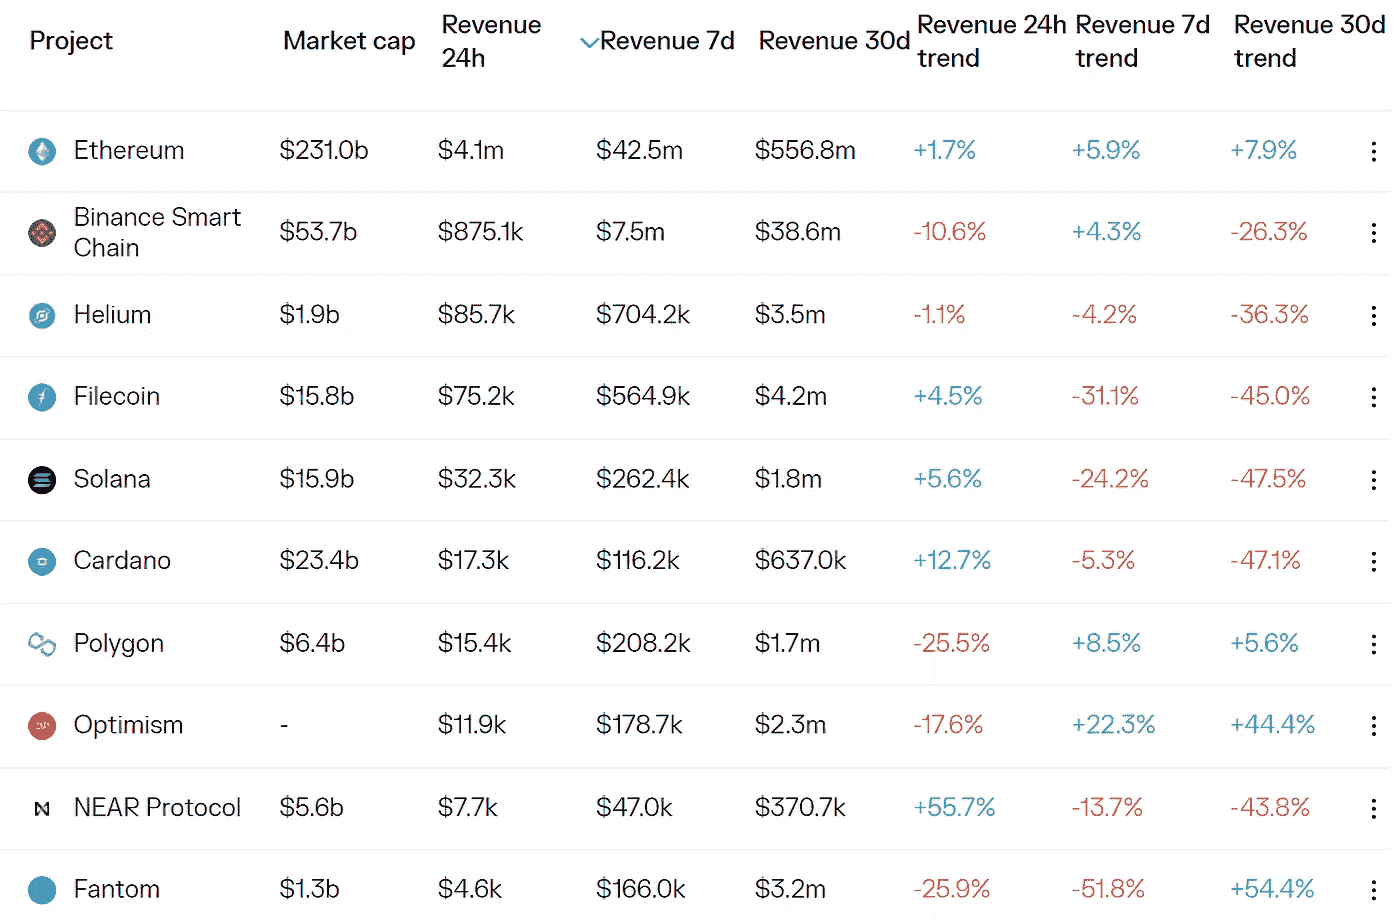 Project Market cap Revenue 24h Revenue 7d Revenue 30d Revenue 24h trend Revenue 7d trend Revenue 30d trend
Ethereum $231.0b $4.1m $42.5m $556.8m +1.7% +5.9% +7.9%
Binance Smart Chain $53.7b $875.1k $7.5m $38.6m -10.6% +4.3% -26.3%
Helium $1.9b $85.7k $704.2k $3.5m -1.1% -4.2% -36.3%
Filecoin $15.8b $75.2k $564.9k $4.2m +4.5% -31.1% -45.0%
Solana $15.9b $32.3k $262.4k $1.8m +5.6% -24.2% -47.5%
Cardano $23.4b $17.3k $116.2k $637.0k +12.7% -5.3% -47.1%
Polygon $6.4b $15.4k $208.2k $1.7m -25.5% +8.5% +5.6%
Optimism - $11.9k $178.7k $2.3m -17.6% +22.3% +44.4%
NEAR Protocol $5.6b $7.7k $47.0k $370.7k +55.7% -13.7% -43.8%
Fantom $1.3b $4.6k $166.0k $3.2m -25.9% -51.8% +54.4%